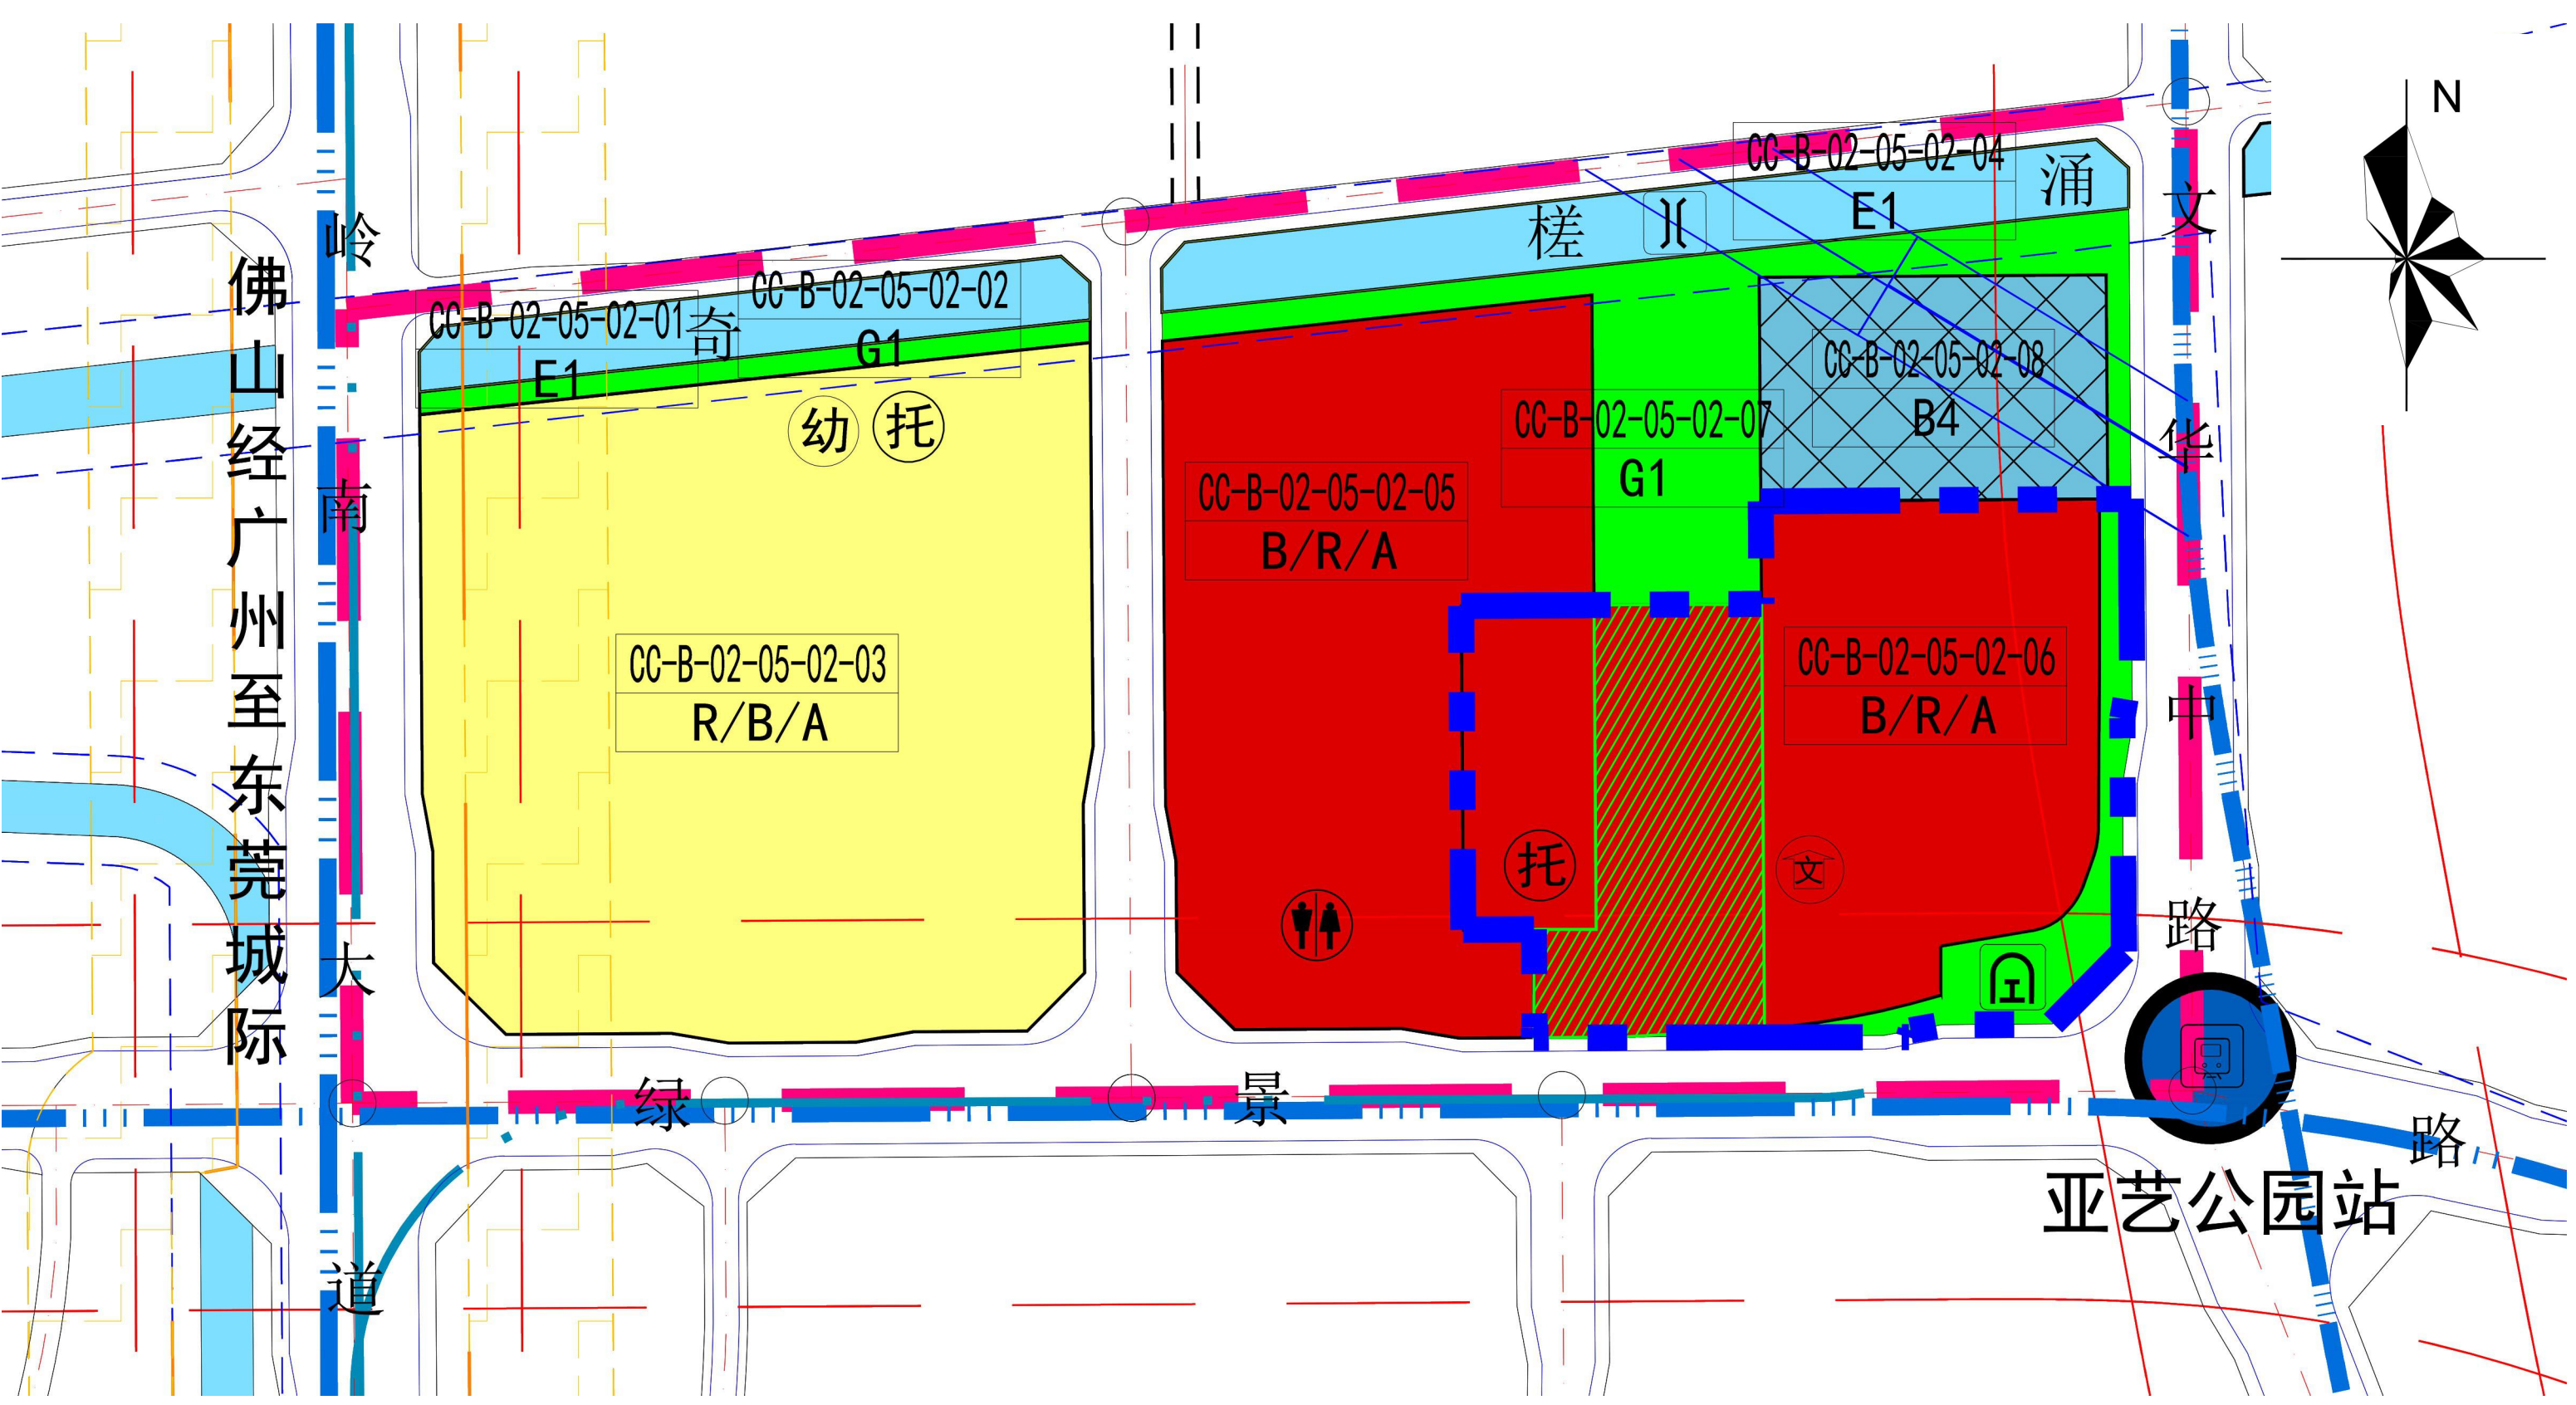 N
CC-B-02-05-02-04
E1
涌
槎
CC-B-02-05-02-02
G1
CC-B-02-05-02-01
E1
奇
幼
托
CC-B-02-05-02-08
B4
CC-B-02-05-02-07
G1
CC-B-02-05-02-05
B/R/A
CC-B-02-05-02-03
R/B/A
CC-B-02-05-02-06
B/R/A
托
文
佛山经广州至东莞城际
岭南大道
文华中路
绿景路
亚艺公园站